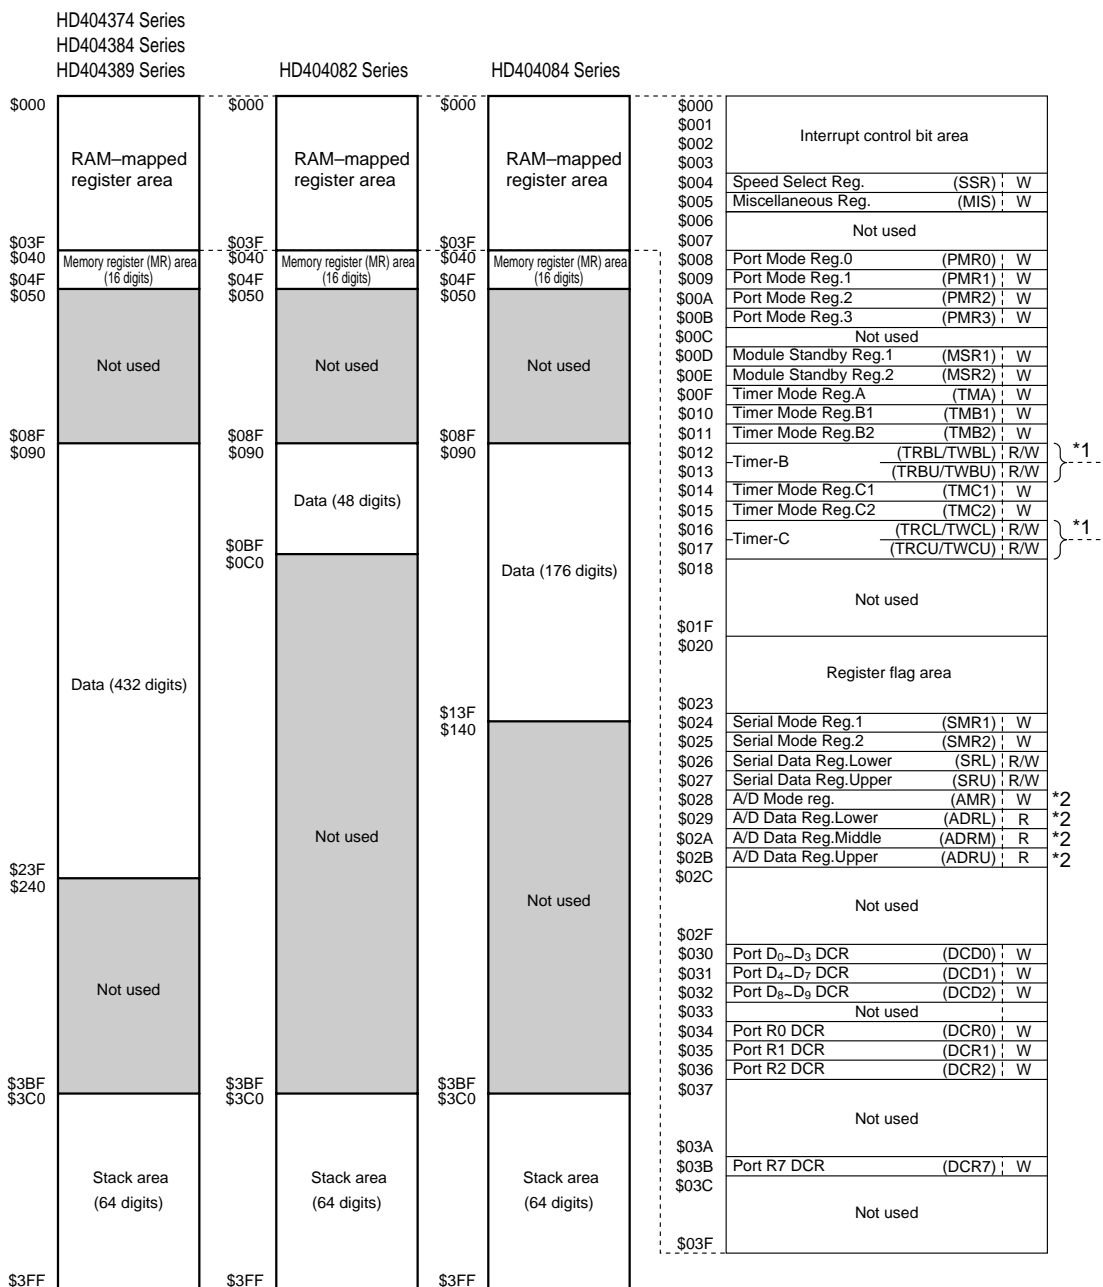 HD404374 Series
HD404384 Series
HD404389 Series
$000
RAM–mapped
register area
$03F
$040
Memory register (MR) area
(16 digits)
$04F
$050
Not used
$08F
$090
Data (432 digits)
$23F
$240
Not used
$3BF
$3C0
Stack area
(64 digits)
$3FF
HD404082 Series
$000
RAM–mapped
register area
$03F
$040
Memory register (MR) area
(16 digits)
$04F
$050
Not used
$08F
$090
Data (48 digits)
$0BF
$0C0
Not used
$3BF
$3C0
Stack area
(64 digits)
$3FF
HD404084 Series
$000
RAM–mapped
register area
$03F
$040
Memory register (MR) area
(16 digits)
$04F
$050
Not used
$08F
$090
Data (176 digits)
$13F
$140
Not used
$3BF
$3C0
Stack area
(64 digits)
$3FF
$000
$001
Interrupt control bit area
$002
$003
$004 Speed Select Reg. (SSR) W
$005 Miscellaneous Reg. (MIS) W
$006
Not used
$007
$008 Port Mode Reg.0 (PMR0) W
$009 Port Mode Reg.1 (PMR1) W
$00A Port Mode Reg.2 (PMR2) W
$00B Port Mode Reg.3 (PMR3) W
$00C Not used
$00D Module Standby Reg.1 (MSR1) W
$00E Module Standby Reg.2 (MSR2) W
$00F Timer Mode Reg.A (TMA) W
$010 Timer Mode Reg.B1 (TMB1) W
$011 Timer Mode Reg.B2 (TMB2) W
$012 (TRBL/TWBL) R/W *1
Timer-B
$013 (TRBU/TWBU) R/W
$014 Timer Mode Reg.C1 (TMC1) W
$015 Timer Mode Reg.C2 (TMC2) W
$016 (TRCL/TWCL) R/W *1
Timer-C
$017 (TRCU/TWCU) R/W
$018
Not used
$01F
$020
Register flag area
$023
$024 Serial Mode Reg.1 (SMR1) W
$025 Serial Mode Reg.2 (SMR2) W
$026 Serial Data Reg.Lower (SRL) R/W
$027 Serial Data Reg.Upper (SRU) R/W
$028 A/D Mode reg. (AMR) W *2
$029 A/D Data Reg.Lower (ADRL) R *2
$02A A/D Data Reg.Middle (ADRM) R *2
$02B A/D Data Reg.Upper (ADRU) R *2
$02C
Not used
$02F
$030 Port D0~D3 DCR (DCD0) W
$031 Port D4~D7 DCR (DCD1) W
$032 Port D8~D9 DCR (DCD2) W
$033 Not used
$034 Port R0 DCR (DCR0) W
$035 Port R1 DCR (DCR1) W
$036 Port R2 DCR (DCR2) W
$037
Not used
$03A
$03B Port R7 DCR (DCR7) W
$03C
Not used
$03F